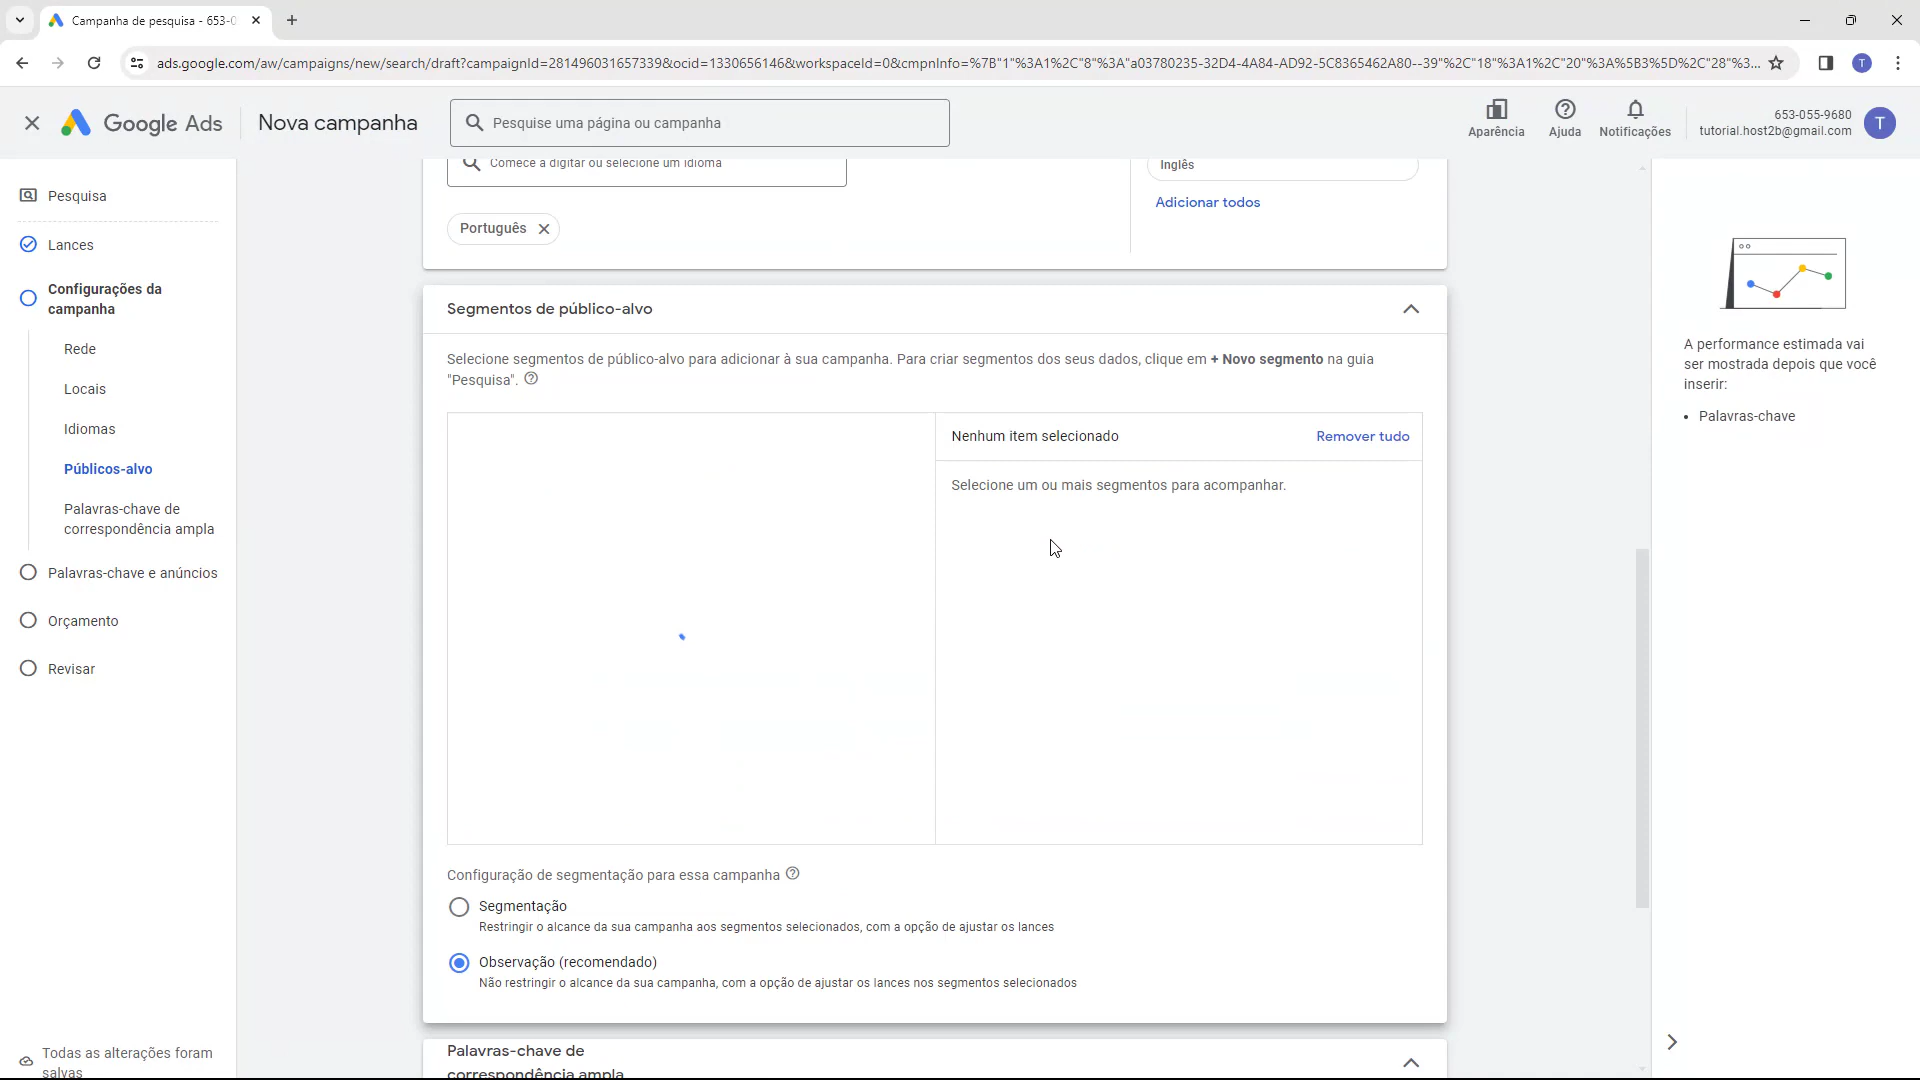 Campanha de pesquisa - 653-0
ads.google.com/aw/campaigns/new/search/draft?campaignId=281496031657339&ocid=1330656146&workspaceId=0&cmpnInfo=%7B"1"%3A1%2C"8"%3A"a03780235-32D4-4A84-AD92-5C8365462A80--39"%2C"18"%3A1%2C"20"%3A%5B3%5D%2C"28"%3...
T
Google Ads
Nova campanha
Pesquise uma página ou campanha
Aparência
Ajuda
Notificações
653-055-9680
tutorial.host2b@gmail.com
T
Pesquisa
Lances
Configurações da
campanha
Rede
Locais
Idiomas
Públicos-alvo
Palavras-chave de
correspondência ampla
Palavras-chave e anúncios
Orçamento
Revisar
Todas as alterações foram
salvas
Comece a digitar ou selecione um idioma
Português
Inglês
Adicionar todos
Segmentos de público-alvo
Selecione segmentos de público-alvo para adicionar à sua campanha. Para criar segmentos dos seus dados, clique em + Novo segmento na guia
"Pesquisa".
Nenhum item selecionado
Remover tudo
Selecione um ou mais segmentos para acompanhar.
Configuração de segmentação para essa campanha
Segmentação
Restringir o alcance da sua campanha aos segmentos selecionados, com a opção de ajustar os lances
Observação (recomendado)
Não restringir o alcance da sua campanha, com a opção de ajustar os lances nos segmentos selecionados
Palavras-chave de
correspondência ampla
A performance estimada vai
ser mostrada depois que você
inserir:
• Palavras-chave